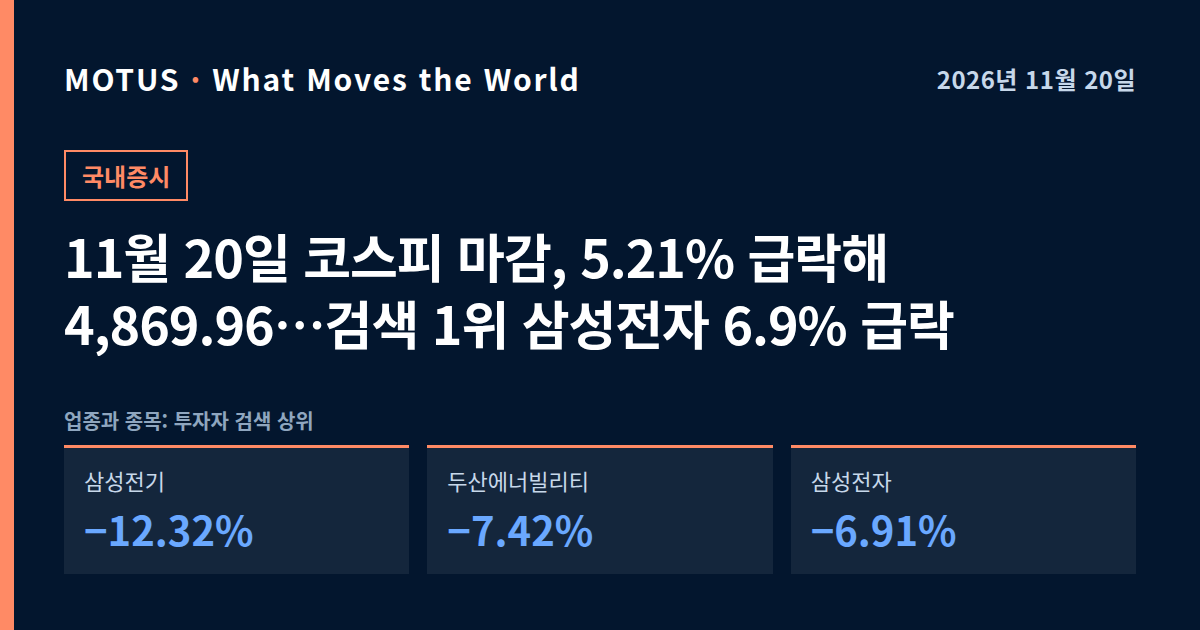 MOTUS · What Moves the World
2026년 11월 20일
국내증시
11월 20일 코스피 마감, 5.21% 급락해
4,869.96…검색 1위 삼성전자 6.9% 급락
업종과 종목: 투자자 검색 상위
삼성전기
−12.32%
두산에너빌리티
−7.42%
삼성전자
−6.91%